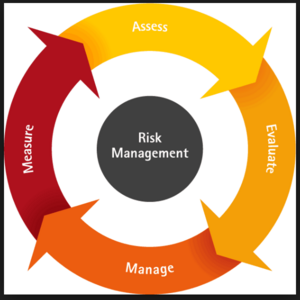 Assess
Risk
Management
Evaluate
Manage
Measure